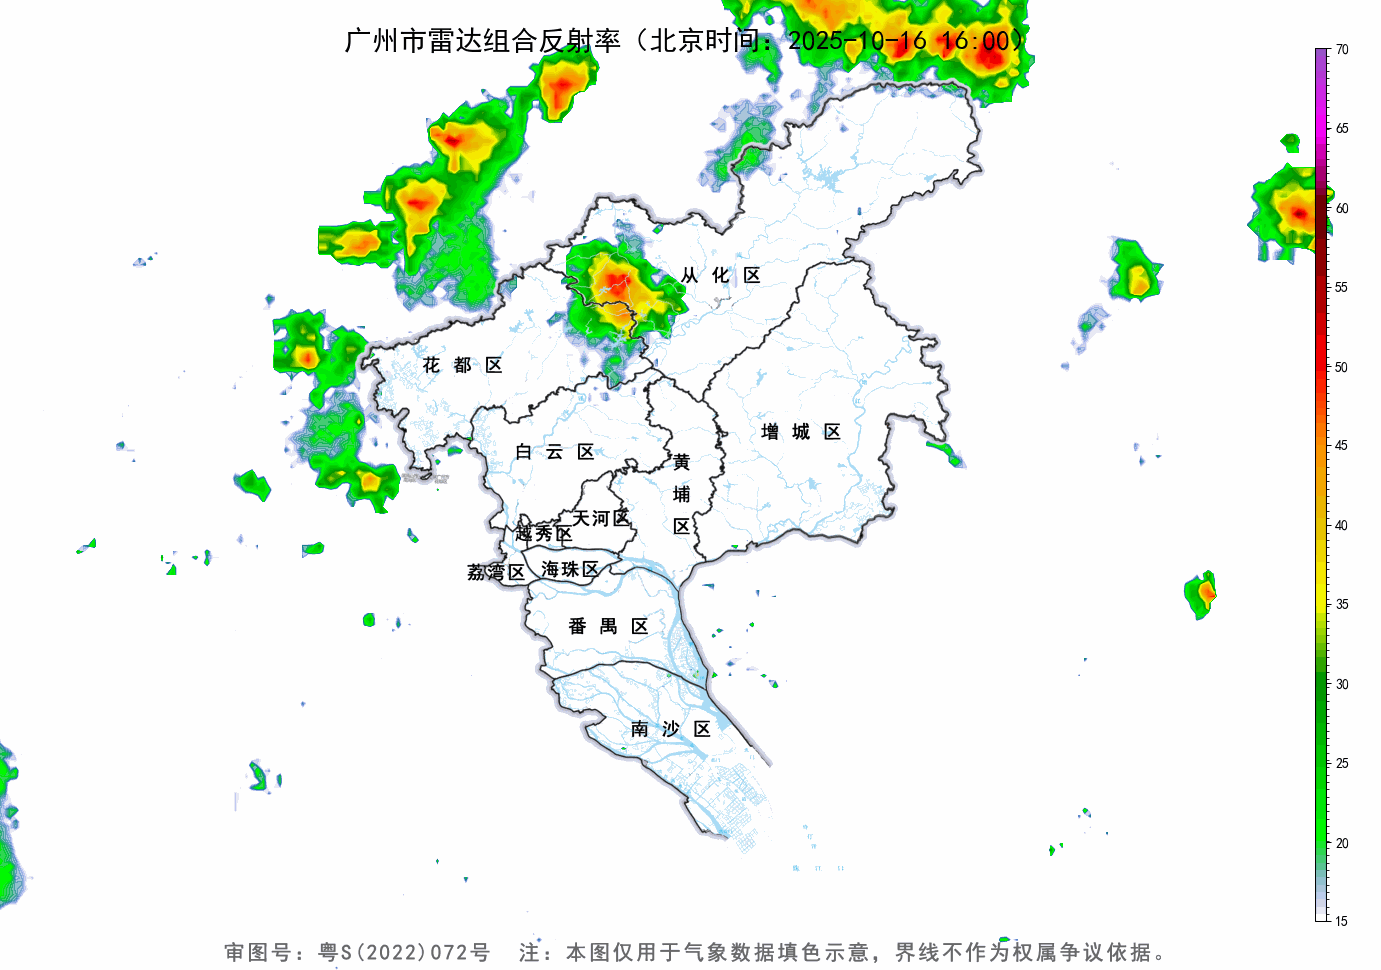 广州市雷达组合反射率（北京时间：2025-10-16 16:00）
70
65
60
55
50
45
40
35
30
25
20
15
从化区
花都区
增城区
白云区
黄埔区
天河区
越秀区
荔湾区
海珠区
番禺区
南沙区
审图号：粤S(2022)072号 注：本图仅用于气象数据填色示意，界线不作为权属争议依据。